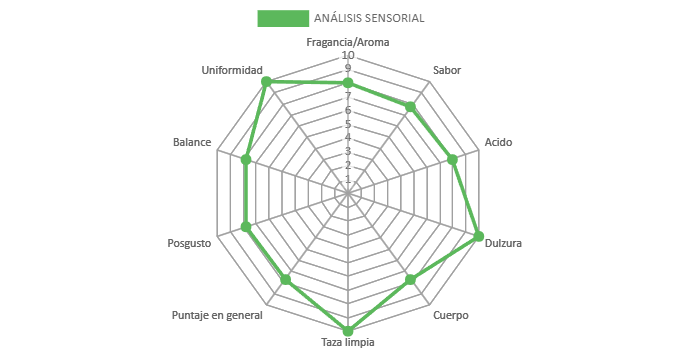 ANÁLISIS SENSORIAL
Fragancia/Aroma
10
Uniformidad
9
Sabor
7
6
Balance
5
Acido
4
3
2
1
Posgusto
Dulzura
Puntaje en general
Cuerpo
Taza limpia